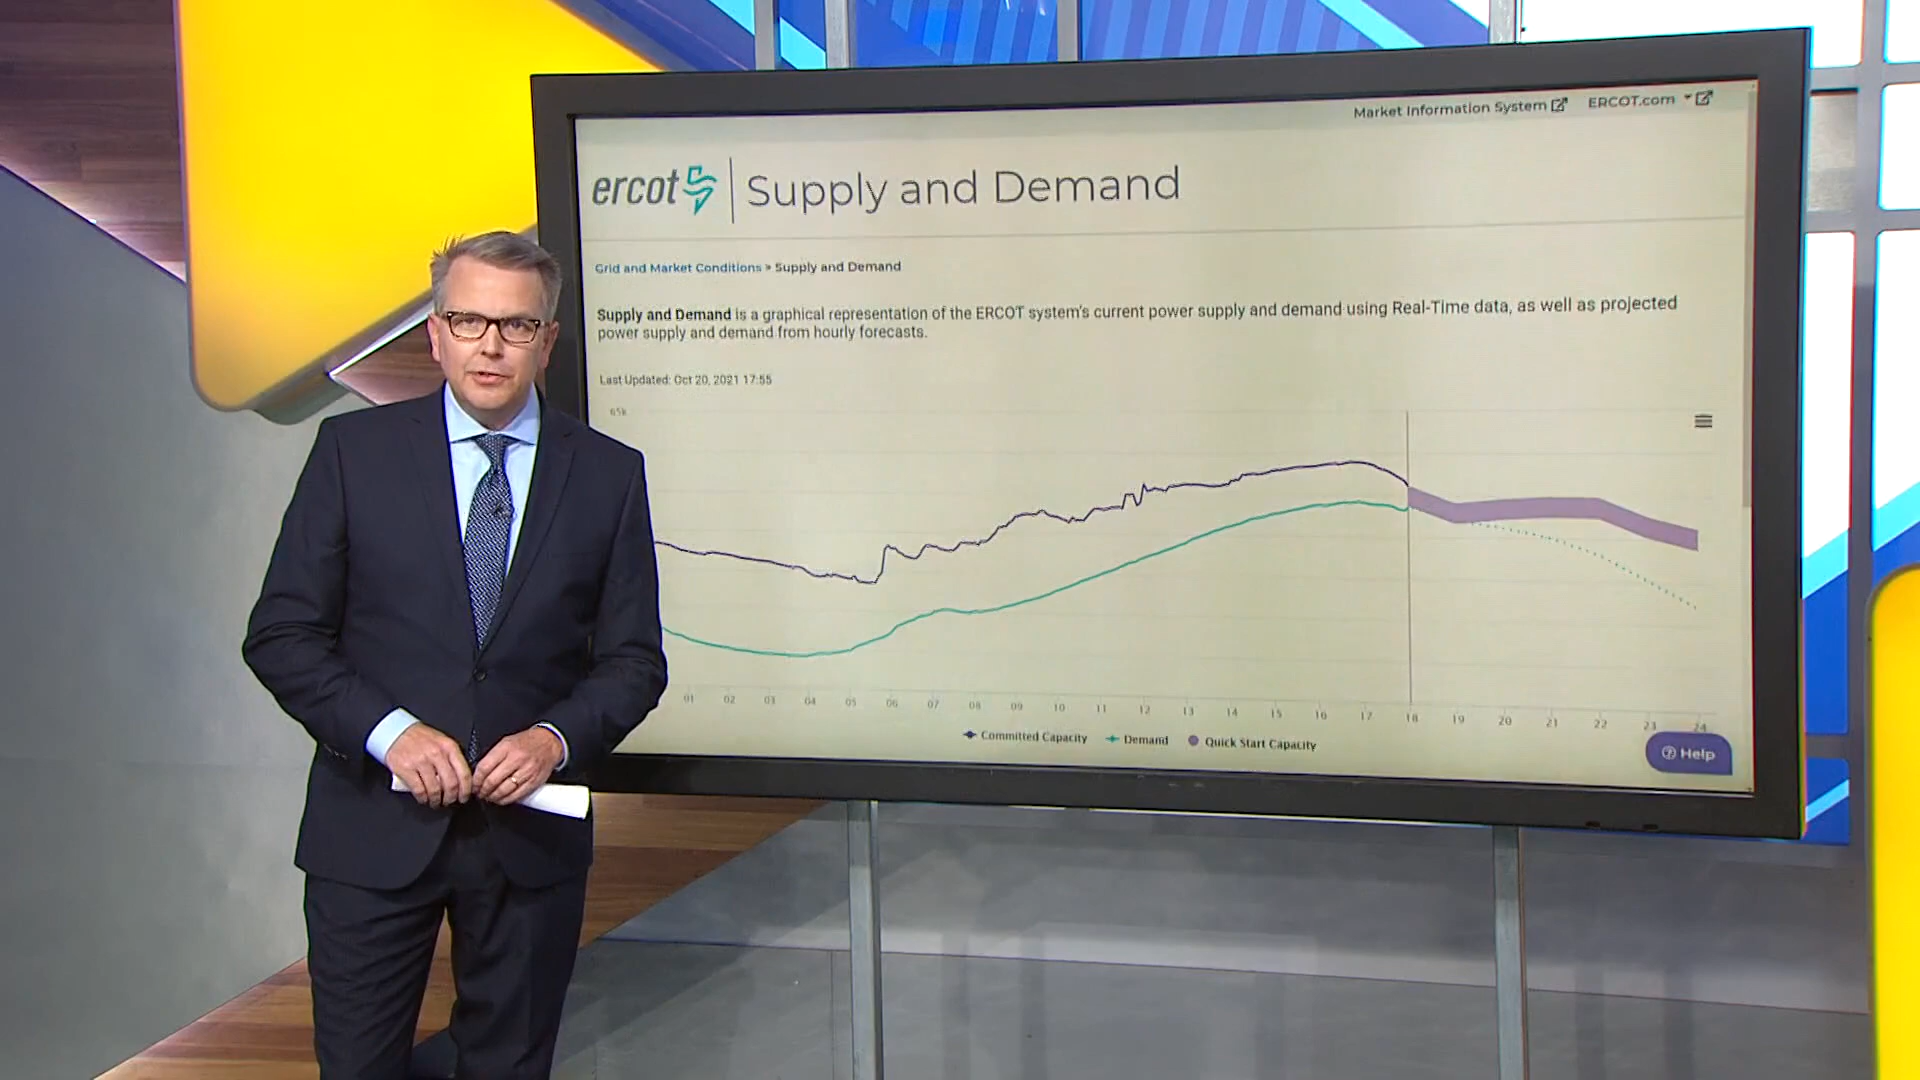 Market Information System ERCOT.com
ercot Supply and Demand
Grid and Market Conditions > Supply and Demand
Supply and Demand is a graphical representation of the ERCOT system's current power supply and demand using Real-Time data, as well as projected
power supply and demand from hourly forecasts.
Last Updated: Oct 20, 2021 17:55
65k
01 02 03 04 05 06 07 08 09 10 11 12 13 14 15 16 17 18 19 20 21 22 23 24
Committed Capacity Demand Quick Start Capacity
? Help